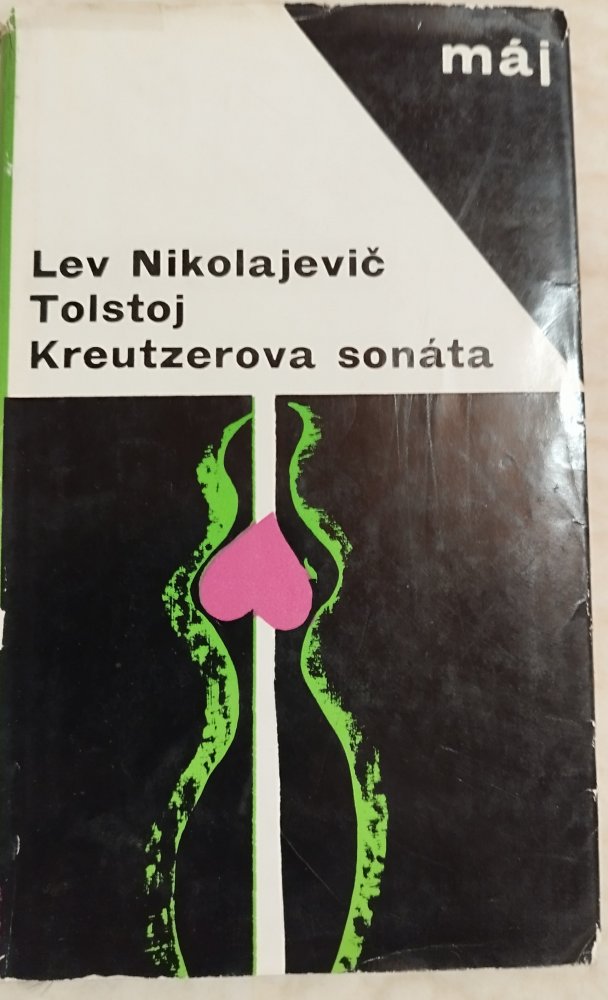 máj
Lev Nikolajevič
Tolstoj
Kreutzerova sonáta